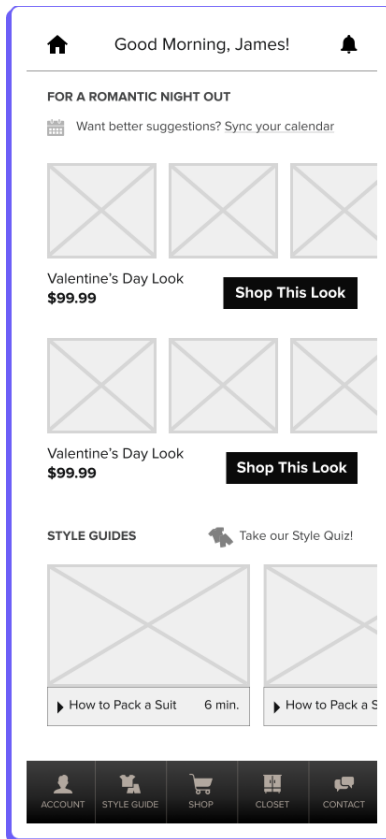 Good Morning, James!
FOR A ROMANTIC NIGHT OUT
Want better suggestions? Sync your calendar
Valentine's Day Look
$99.99
Shop This Look
Valentine's Day Look
$99.99
Shop This Look
STYLE GUIDES
Take our Style Quiz!
How to Pack a Suit 6 min.
How to Pack a S
ACCOUNT
STYLE GUIDE
SHOP
CLOSET
CONTACT